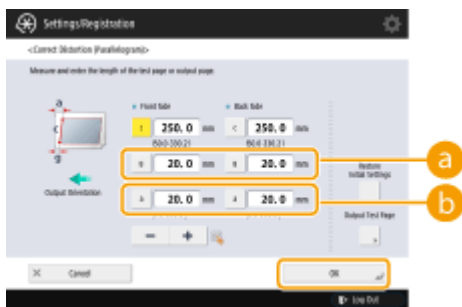 Settings/Registration
<Correct Distortion (Parallelogram)>
Measure and enter the length of the test page or output page.
a
c
g
Output Orientation
Front Side
Back Side
250.0 mm
c 250.0 mm
20.0 mm
20.0 mm
a
20.0 mm
20.0 mm
b
Restore
Initial Settings
Output Test Page
− +
× Cancel
OK
Log Out